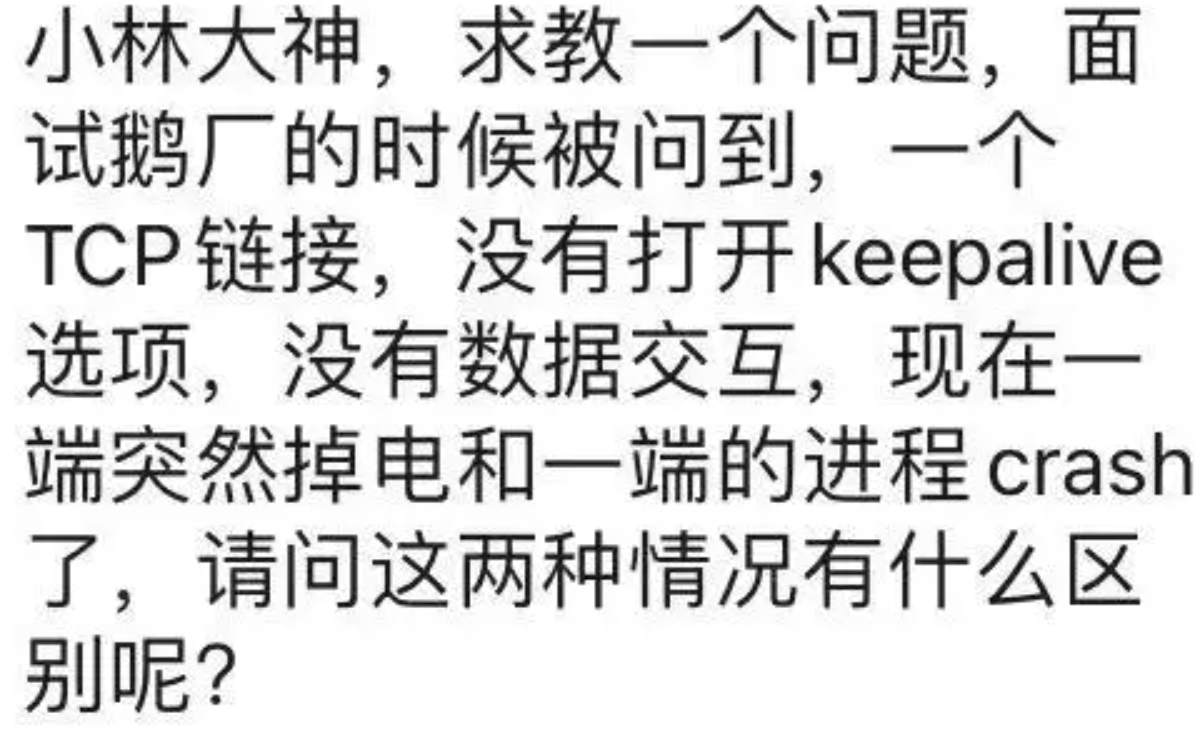 小林大神，求教一个问题，面
试鹅厂的时候被问到，一个
TCP链接，没有打开keepalive
选项，没有数据交互，现在一
端突然掉电和一端的进程crash
了，请问这两种情况有什么区
别呢？